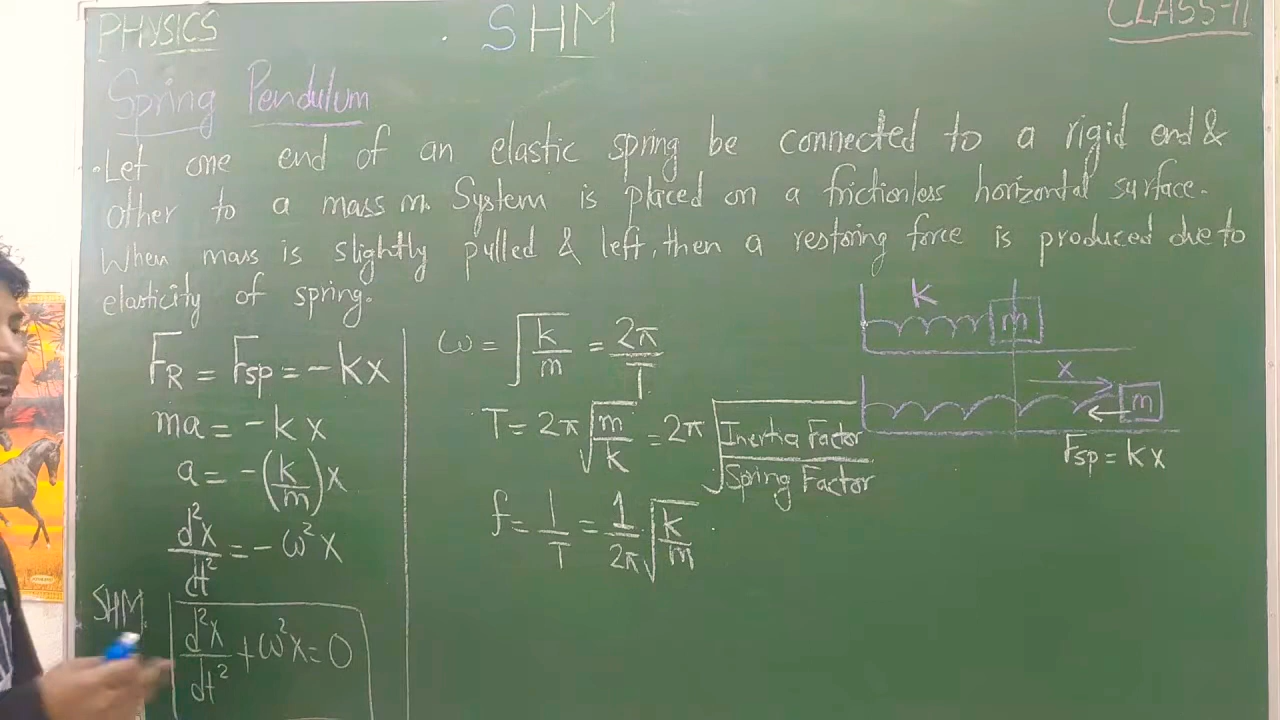 PHYSICS
SHM
CLASS-11
Spring Pendulum
• Let one end of an elastic spring be connected to a rigid end &
other to a mass m. System is placed on a frictionless horizontal surface.
When mass is slightly pulled & left, then a restoring force is produced due to
elasticity of spring.
F_R = F_sp = -kx
ma = -kx
a = -(k/m)x
d²x/dt² = -ω²x
SHM
d²x/dt² + ω²x = 0
ω = √(k/m) = 2π/T
T = 2π√(m/k) = 2π√(Inertia Factor/Spring Factor)
f = 1/T = 1/2π √(k/m)
K
m
x
m
F_sp = kx